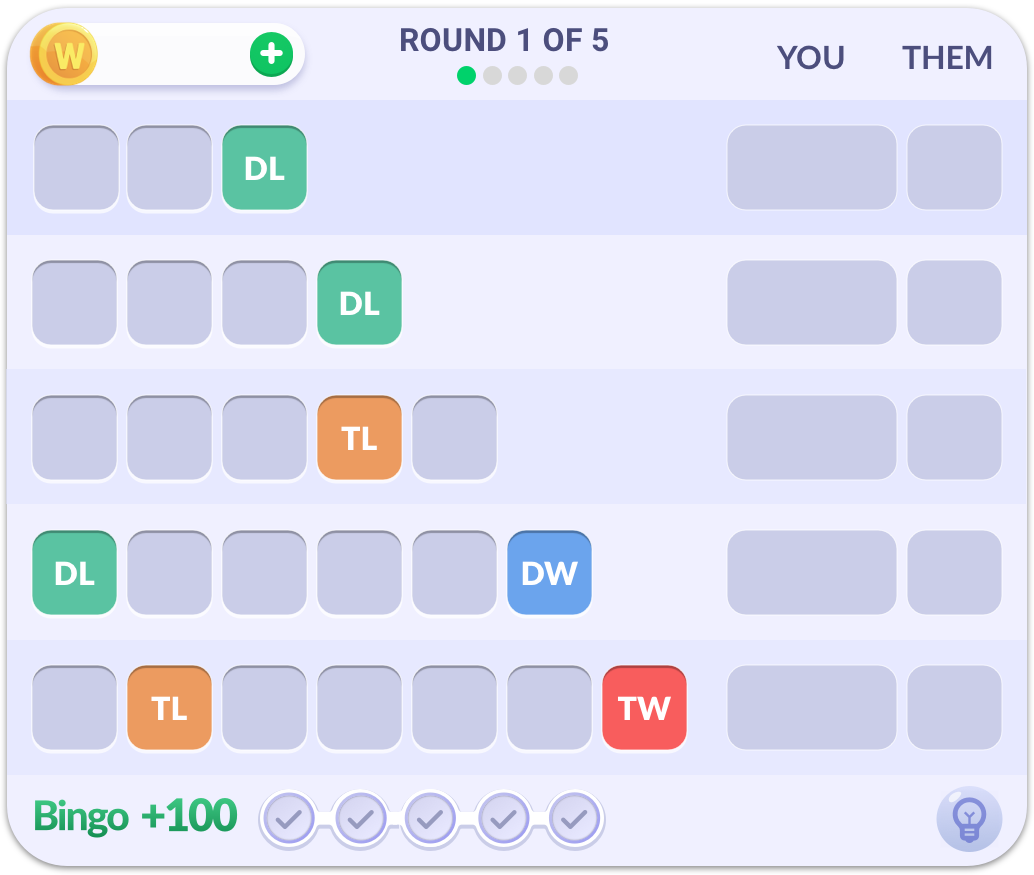 W
ROUND 1 OF 5
YOU THEM
DL
DL
TL
DL DW
TL TW
Bingo +100